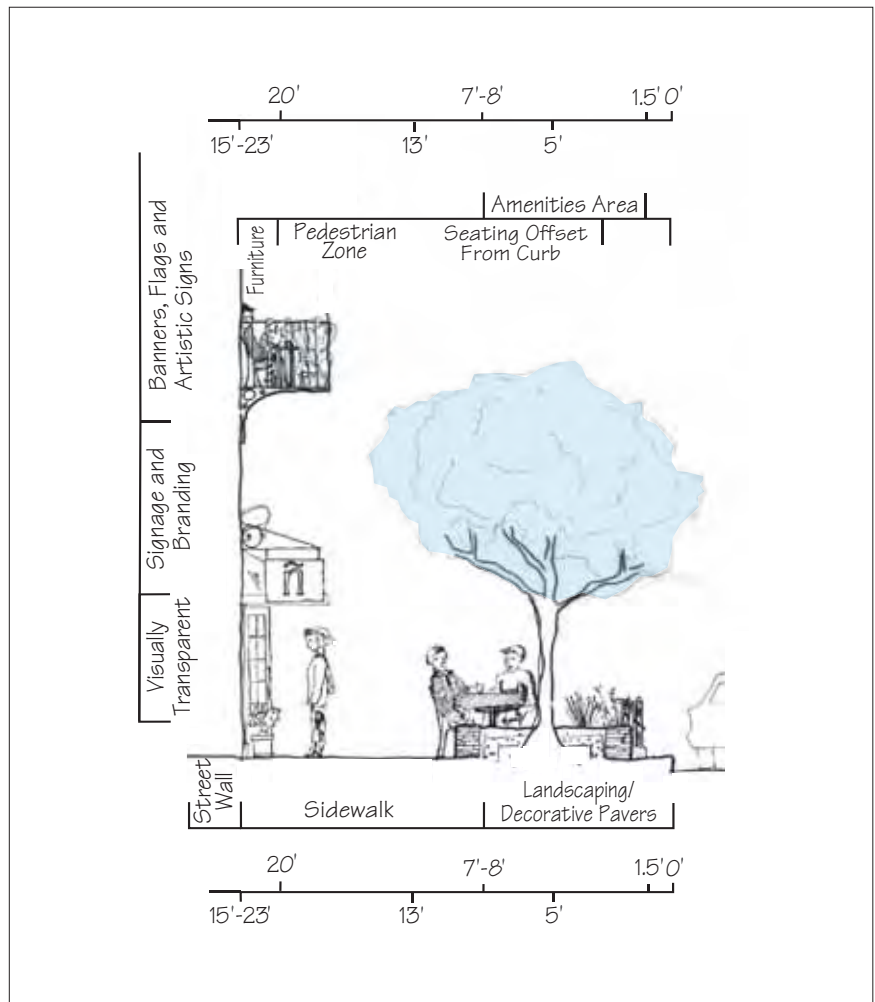 20' 7'-8' 1.5' 0'
15'-23' 13' 5'
Amenities Area
Furniture
Pedestrian
Zone
Seating Offset
From Curb
Banners, Flags and
Artistic Signs
Signage and
Branding
ñ
Visually
Transparent
Street
Wall
Sidewalk
Landscaping/
Decorative Pavers
20' 7'-8' 1.5' 0'
15'-23' 13' 5'